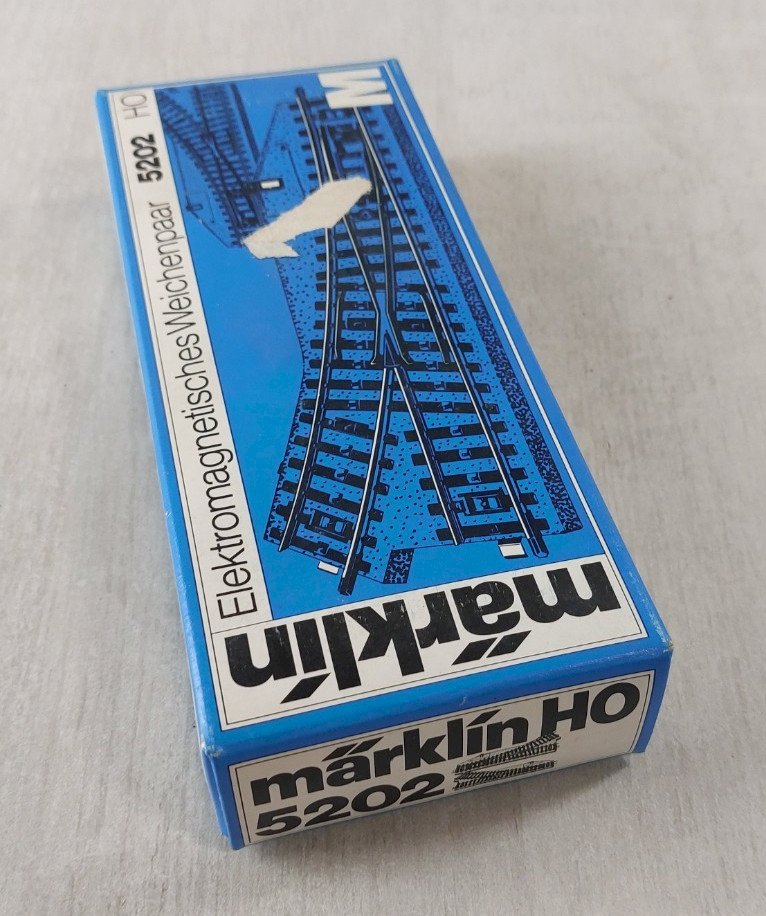 M
Elektromagnetisches Weichenpaar 5202 HO
märklin
märklin HO
5202